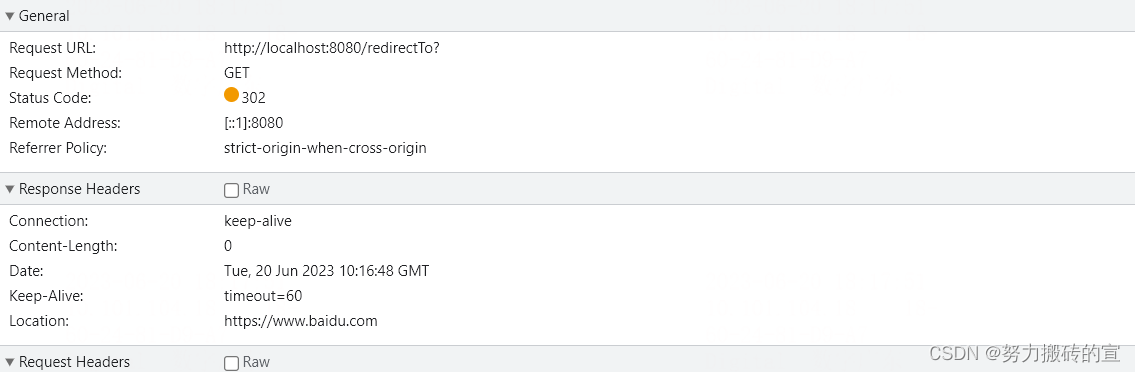 General
Request URL: http://localhost:8080/redirectTo?
Request Method: GET
Status Code: 302
Remote Address: [::1]:8080
Referrer Policy: strict-origin-when-cross-origin
Response Headers Raw
Connection: keep-alive
Content-Length: 0
Date: Tue, 20 Jun 2023 10:16:48 GMT
Keep-Alive: timeout=60
Location: https://www.baidu.com
Request Headers Raw
CSDN @努力搬砖的宣